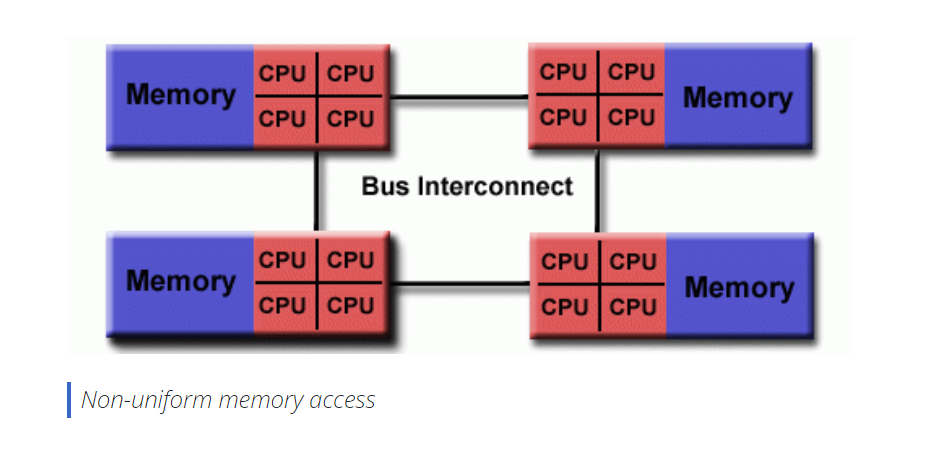 Memory CPU CPU CPU CPU Memory
CPU CPU CPU CPU
Bus Interconnect
Memory CPU CPU CPU CPU Memory
CPU CPU CPU CPU
Non-uniform memory access